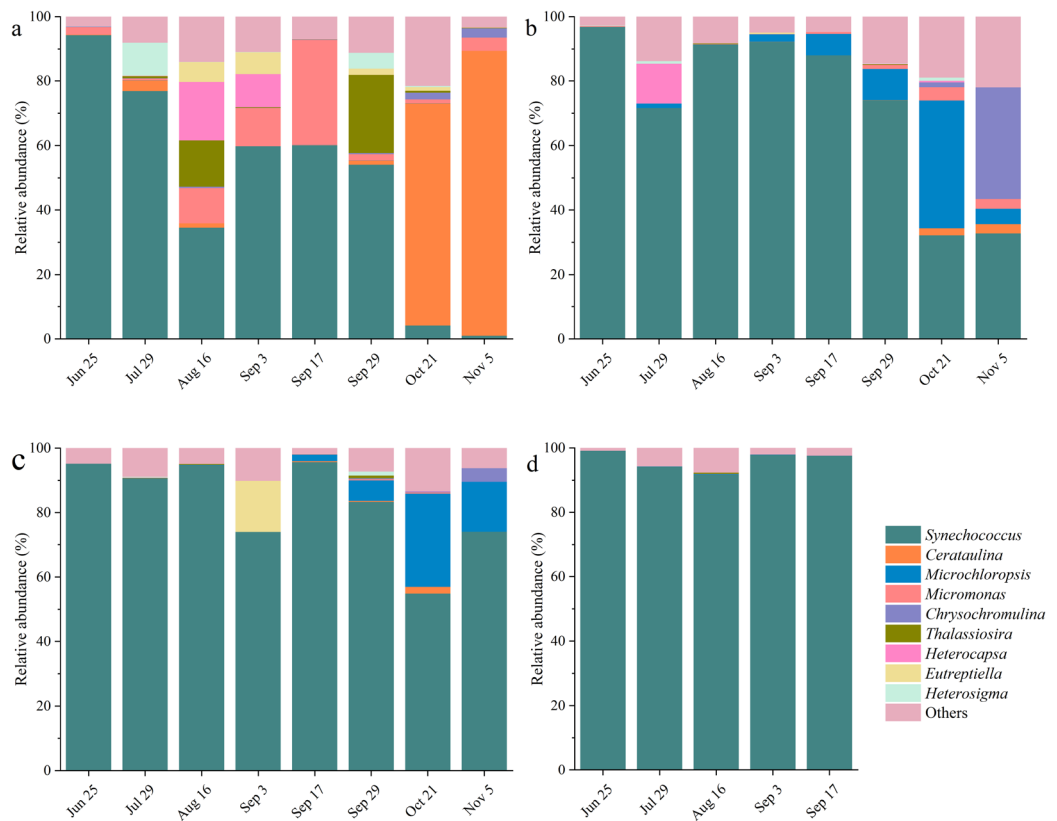 a
Relative abundance (%)
100
80
60
40
20
0
Jun 25
Jul 29
Aug 16
Sep 3
Sep 17
Sep 29
Oct 21
Nov 5
b
Relative abundance (%)
100
80
60
40
20
0
Jun 25
Jul 29
Aug 16
Sep 3
Sep 17
Sep 29
Oct 21
Nov 5
c
Relative abundance (%)
100
80
60
40
20
0
Jun 25
Jul 29
Aug 16
Sep 3
Sep 17
Sep 29
Oct 21
Nov 5
d
Relative abundance (%)
100
80
60
40
20
0
Jun 25
Jul 29
Aug 16
Sep 3
Sep 17
Synechococcus
Cerataulina
Microchloropsis
Micromonas
Chrysochromulina
Thalassiosira
Heterocapsa
Eutreptiella
Heterosigma
Others